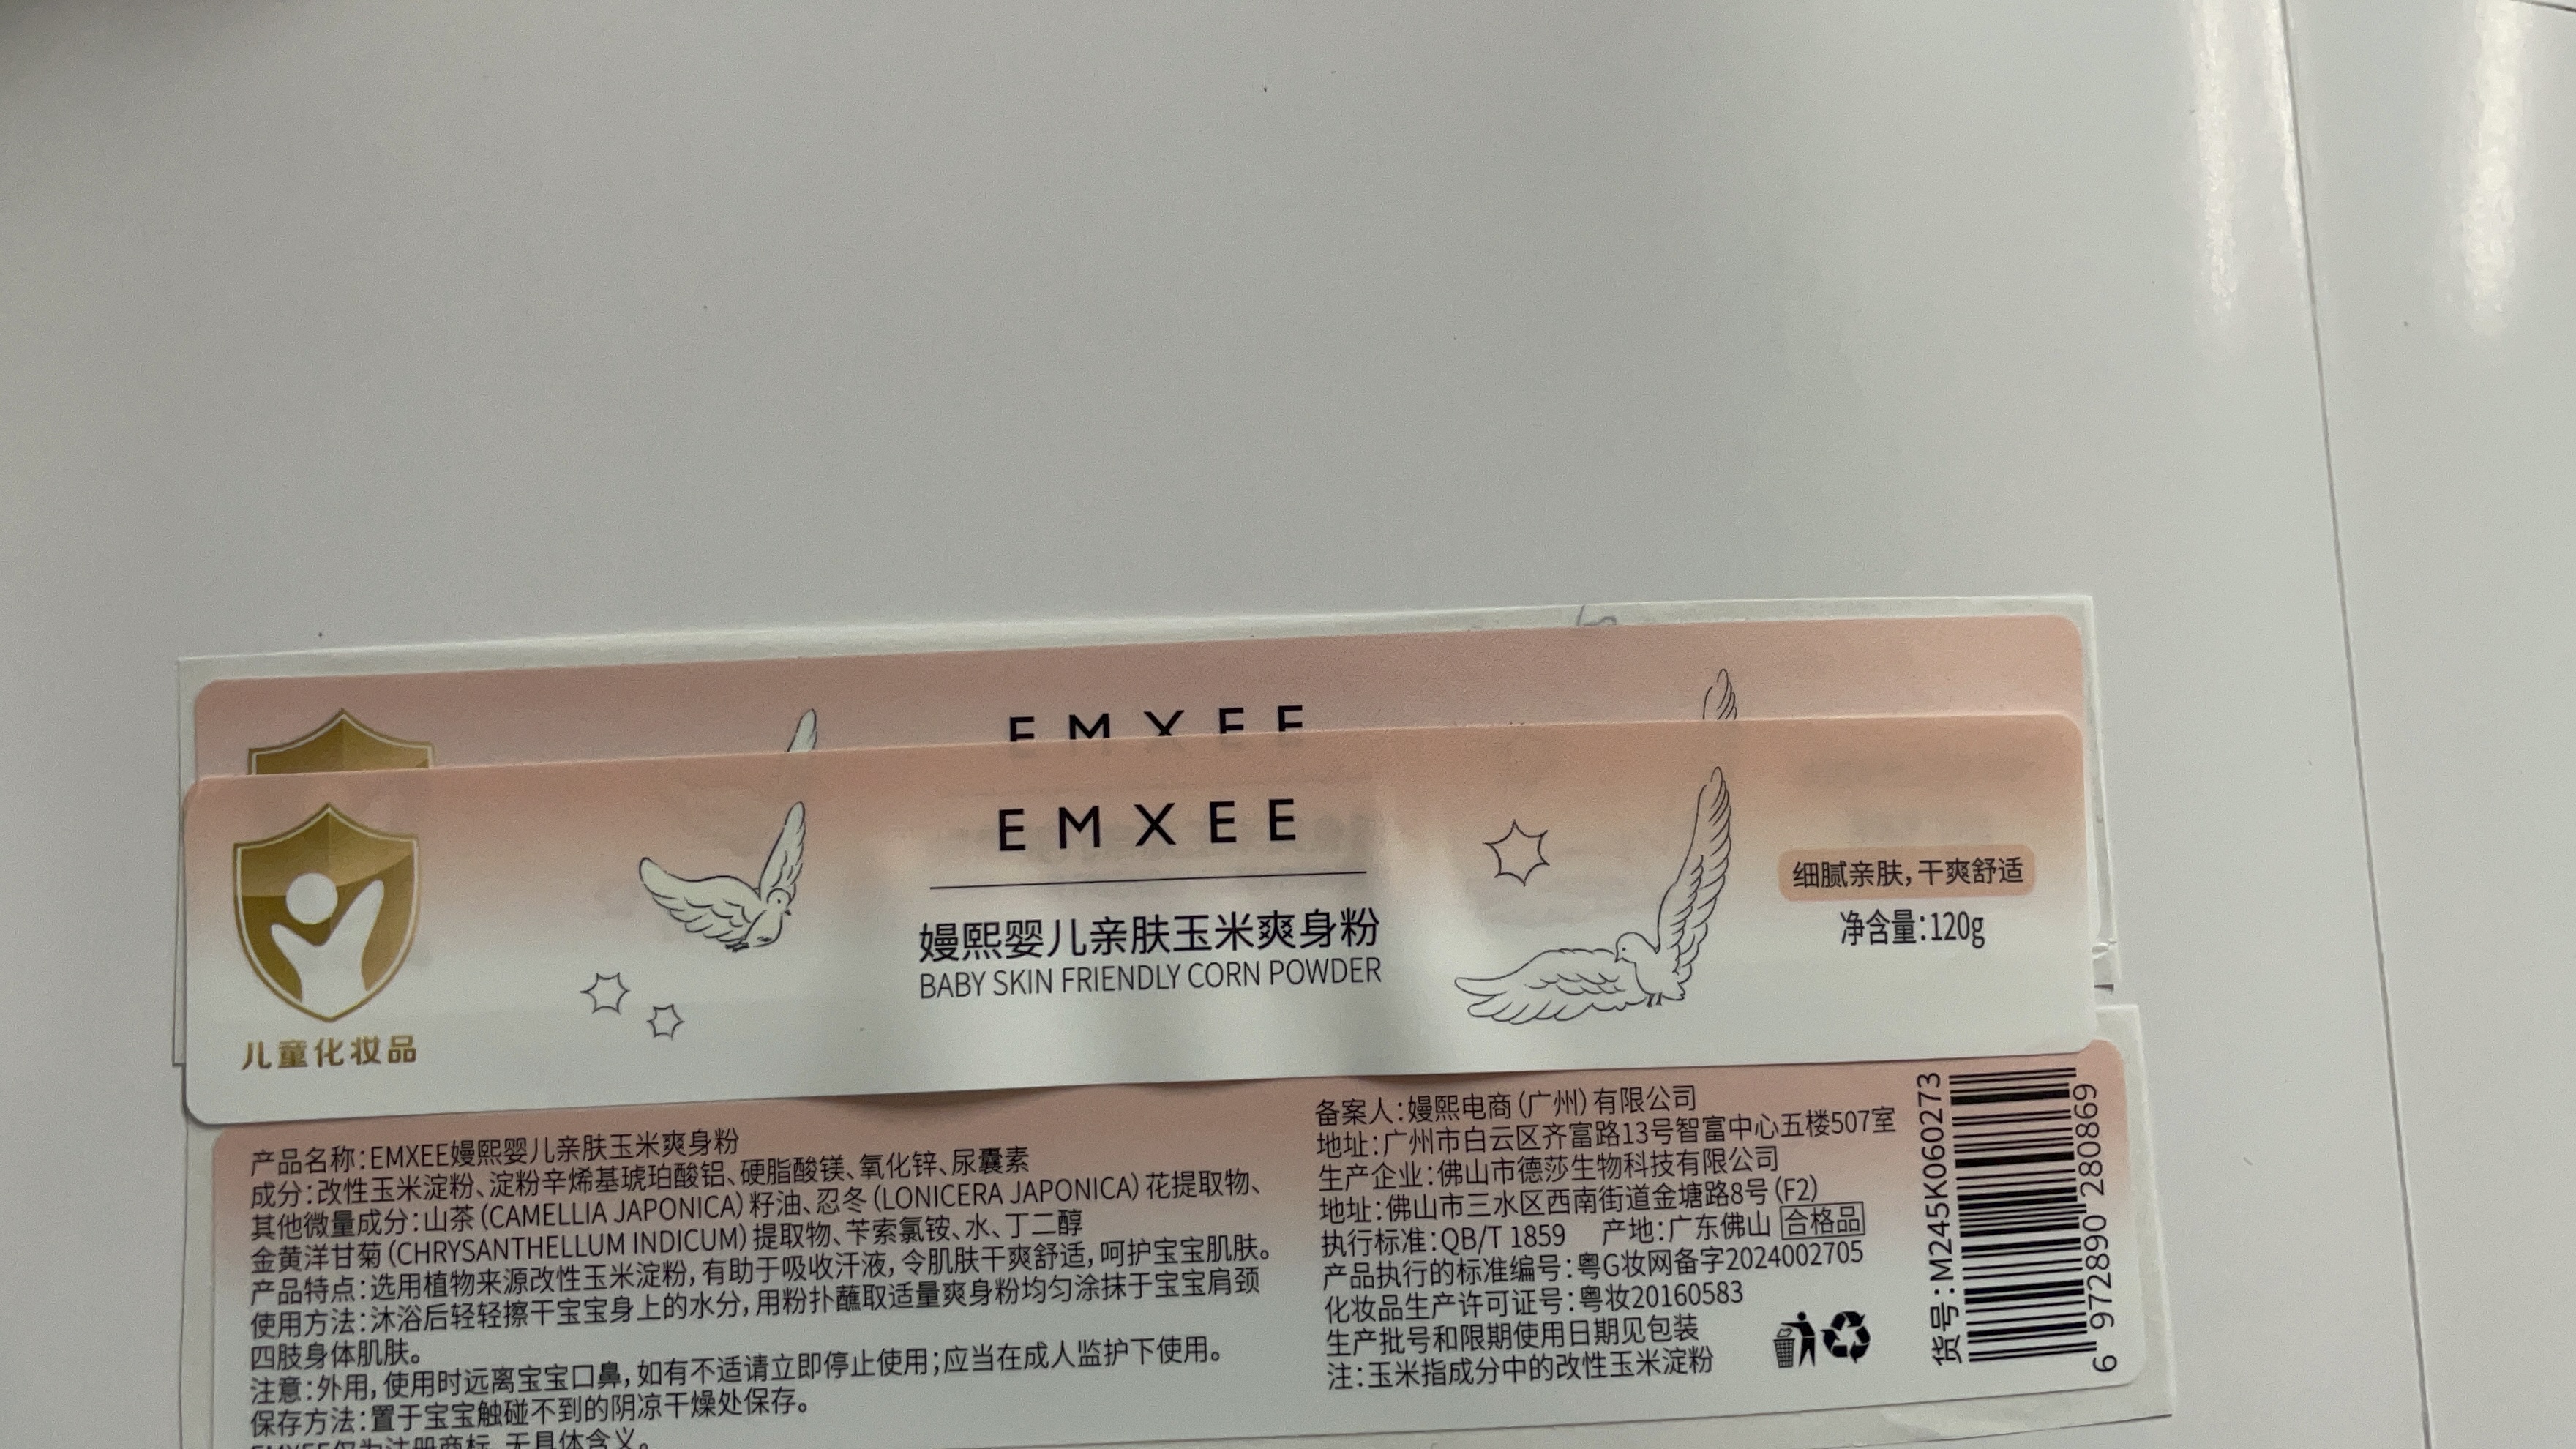 儿童化妆品
EMXEE
EMXEE
嫚熙婴儿亲肤玉米爽身粉
BABY SKIN FRIENDLY CORN POWDER
细腻亲肤,干爽舒适
净含量:120g
产品名称:EMXEE嫚熙婴儿亲肤玉米爽身粉
成分:改性玉米淀粉、淀粉辛烯基琥珀酸铝、硬脂酸镁、氧化锌、尿囊素
其他微量成分:山茶(CAMELLIA JAPONICA)籽油、忍冬(LONICERA JAPONICA)花提取物、
金黄洋甘菊(CHRYSANTHELLUM INDICUM)提取物、苄索氯铵、水、丁二醇
产品特点:选用植物来源改性玉米淀粉,有助于吸收汗液,令肌肤干爽舒适,呵护宝宝肌肤。
使用方法:沐浴后轻轻擦干宝宝身上的水分,用粉扑蘸取适量爽身粉均匀涂抹于宝宝肩颈
四肢身体肌肤。
注意:外用,使用时远离宝宝口鼻,如有不适请立即停止使用;应当在成人监护下使用。
保存方法:置于宝宝触碰不到的阴凉干燥处保存。
EMXEE仅为注册商标,无具体含义。
备案人:嫚熙电商(广州)有限公司
地址:广州市白云区齐富路13号智富中心五楼507室
生产企业:佛山市德莎生物科技有限公司
地址:佛山市三水区西南街道金塘路8号(F2)
执行标准:QB/T 1859 产地:广东佛山 合格品
产品执行的标准编号:粤G妆网备字2024002705
化妆品生产许可证号:粤妆20160583
生产批号和限期使用日期见包装
注:玉米指成分中的改性玉米淀粉
货号:M245K060273
6 972890 280869